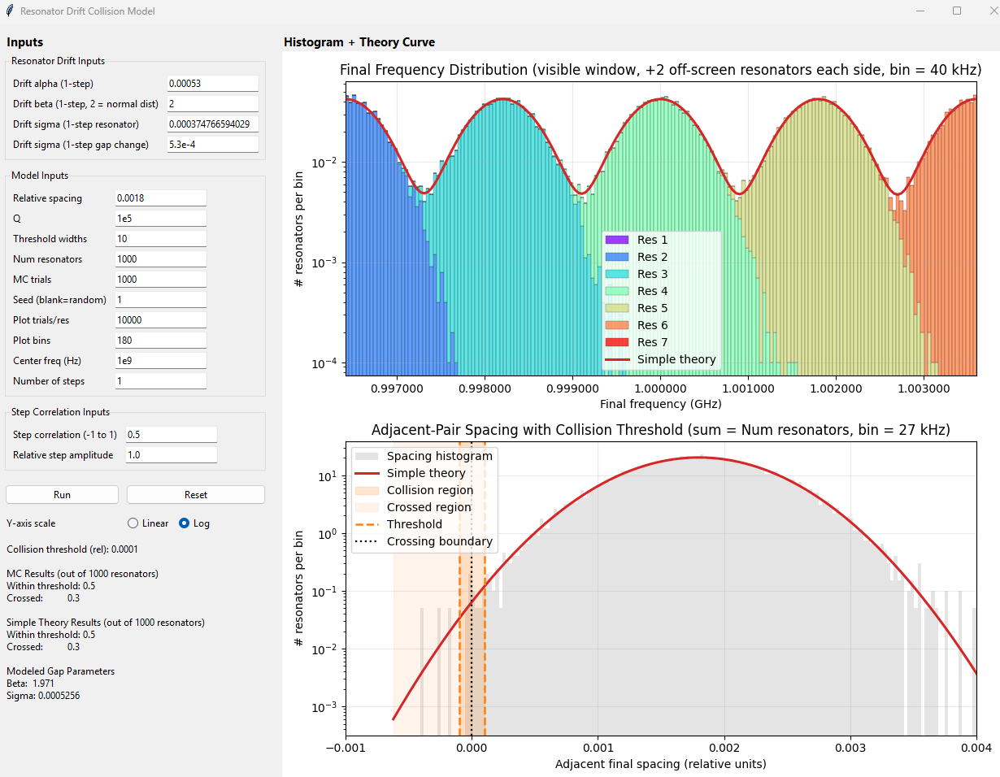 Resonator Drift Collision Model
Inputs
Resonator Drift Inputs
Drift alpha (1-step) 0.00053
Drift beta (1-step, 2 = normal dist) 2
Drift sigma (1-step resonator) 0.000374766594029
Drift sigma (1-step gap change) 5.3e-4
Model Inputs
Relative spacing 0.0018
Q 1e5
Threshold widths 10
Num resonators 1000
MC trials 1000
Seed (blank=random) 1
Plot trials/res 10000
Plot bins 180
Center freq (Hz) 1e9
Number of steps 1
Step Correlation Inputs
Step correlation (-1 to 1) 0.5
Relative step amplitude 1.0
Run Reset
Y-axis scale Linear Log
Collision threshold (rel): 0.0001
MC Results (out of 1000 resonators)
Within threshold: 0.5
Crossed: 0.3
Simple Theory Results (out of 1000 resonators)
Within threshold: 0.5
Crossed: 0.3
Modeled Gap Parameters
Beta: 1.971
Sigma: 0.0005256
Histogram + Theory Curve
Final Frequency Distribution (visible window, +2 off-screen resonators each side, bin = 40 kHz)
# resonators per bin
10⁻²
10⁻³
10⁻⁴
Res 1
Res 2
Res 3
Res 4
Res 5
Res 6
Res 7
Simple theory
0.997000 0.998000 0.999000 1.000000 1.001000 1.002000 1.003000
Final frequency (GHz)
Adjacent-Pair Spacing with Collision Threshold (sum = Num resonators, bin = 27 kHz)
# resonators per bin
10¹
10⁰
10⁻¹
10⁻²
10⁻³
Spacing histogram
Simple theory
Collision region
Crossed region
Threshold
Crossing boundary
−0.001 0.000 0.001 0.002 0.003 0.004
Adjacent final spacing (relative units)